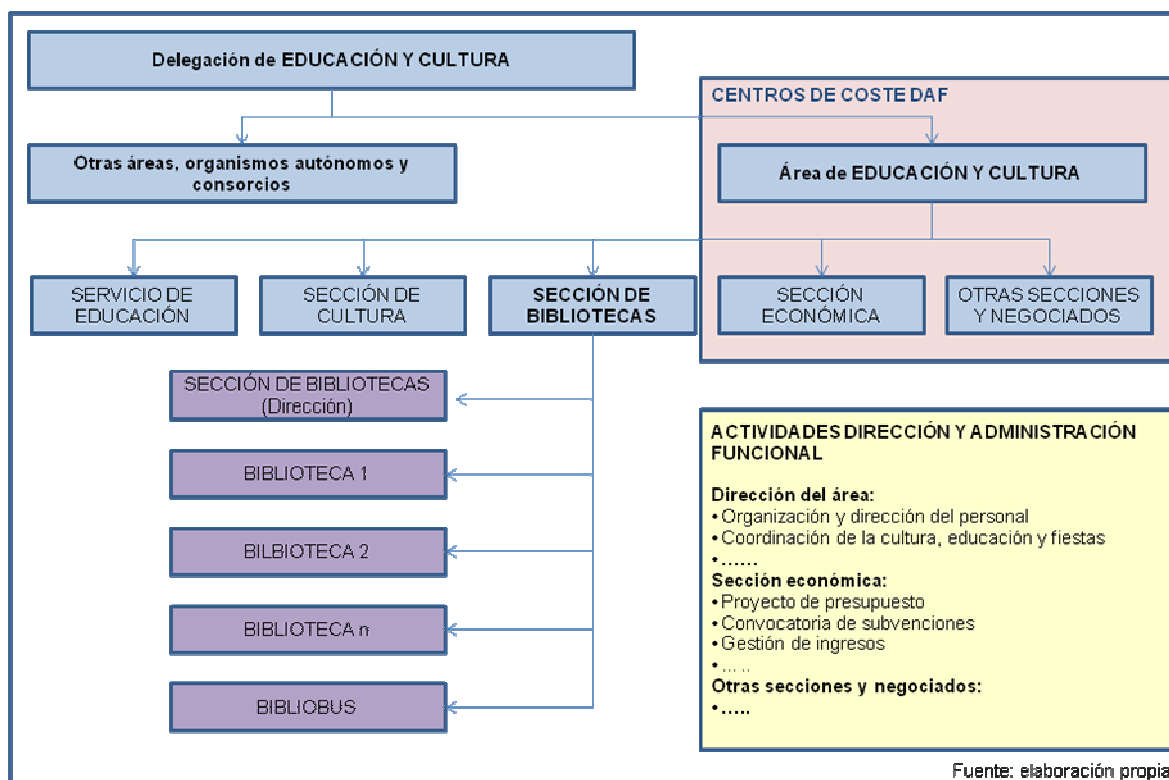 Delegación de EDUCACIÓN Y CULTURA
CENTROS DE COSTE DAF
Otras áreas, organismos autónomos y
consorcios
Área de EDUCACIÓN Y CULTURA
SERVICIO DE
EDUCACIÓN
SECCIÓN DE
CULTURA
SECCIÓN DE
BIBLIOTECAS
SECCIÓN
ECONÓMICA
OTRAS SECCIONES
Y NEGOCIADOS
SECCIÓN DE BIBLIOTECAS
(Dirección)
BIBLIOTECA 1
BILBIOTECA 2
BIBLIOTECA n
BIBLIOBUS
ACTIVIDADES DIRECCIÓN Y ADMINISTRACIÓN
FUNCIONAL
Dirección del área:
• Organización y dirección del personal
• Coordinación de la cultura, educación y fiestas
• ......
Sección económica:
• Proyecto de presupuesto
• Convocatoria de subvenciones
• Gestión de ingresos
• ... ..
Otras secciones y negociados:
• .....
Fuente: elaboración propia